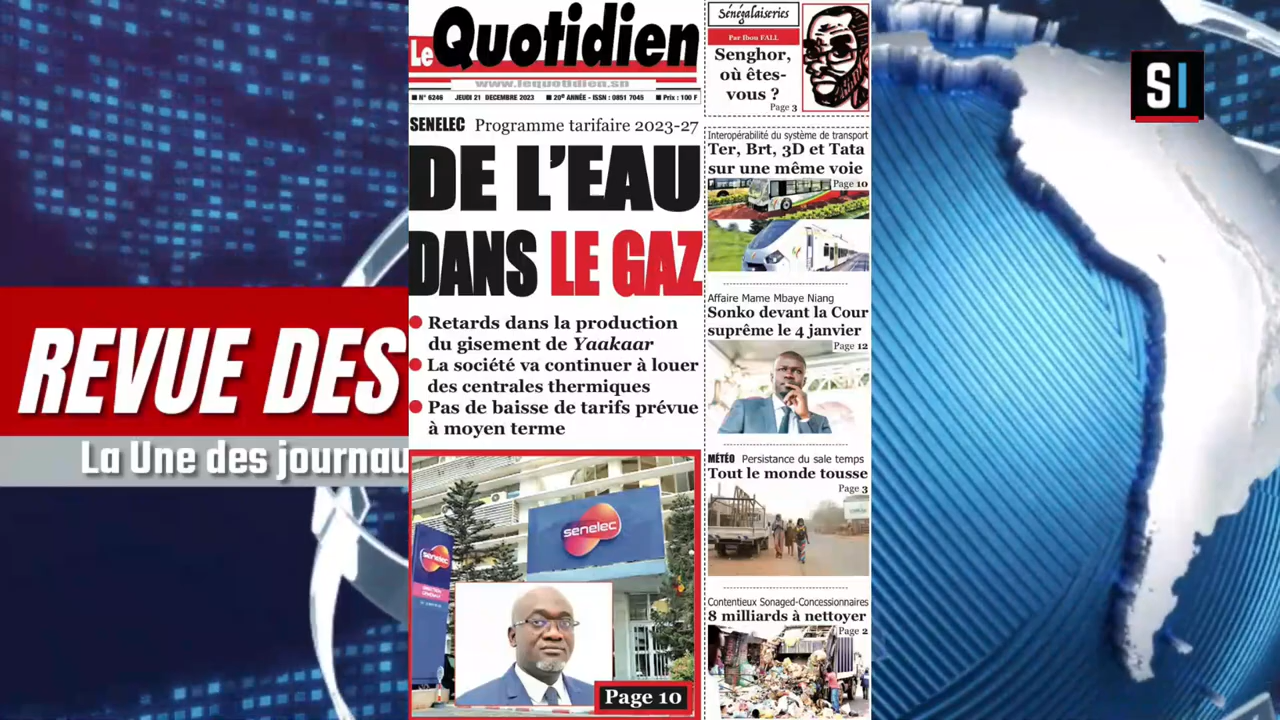 Le Quotidien
www.lequotidien.sn
N° 6246 JEUDI 21 DECEMBRE 2023 20e ANNÉE - ISSN : 0851 7045 Prix : 100 F
SENELEC Programme tarifaire 2023-27
DE L'EAU
DANS LE GAZ
Retards dans la production
du gisement de Yaakaar
La société va continuer à louer
des centrales thermiques
Pas de baisse de tarifs prévue
à moyen terme
senelec
senelec
Page 10
Sénégalaiseries
Par Ibou FALL
Senghor,
où êtes-
vous ?
Page 3
Interopérabilité du système de transport
Ter, Brt, 3D et Tata
sur une même voie
Page 10
Affaire Mame Mbaye Niang
Sonko devant la Cour
suprême le 4 janvier
Page 12
MÉTÉO Persistance du sale temps
Tout le monde tousse
Page 3
Contentieux Sonaged-Concessionnaires
8 milliards à nettoyer
Page 2
REVUE DES
La Une des journau
SI